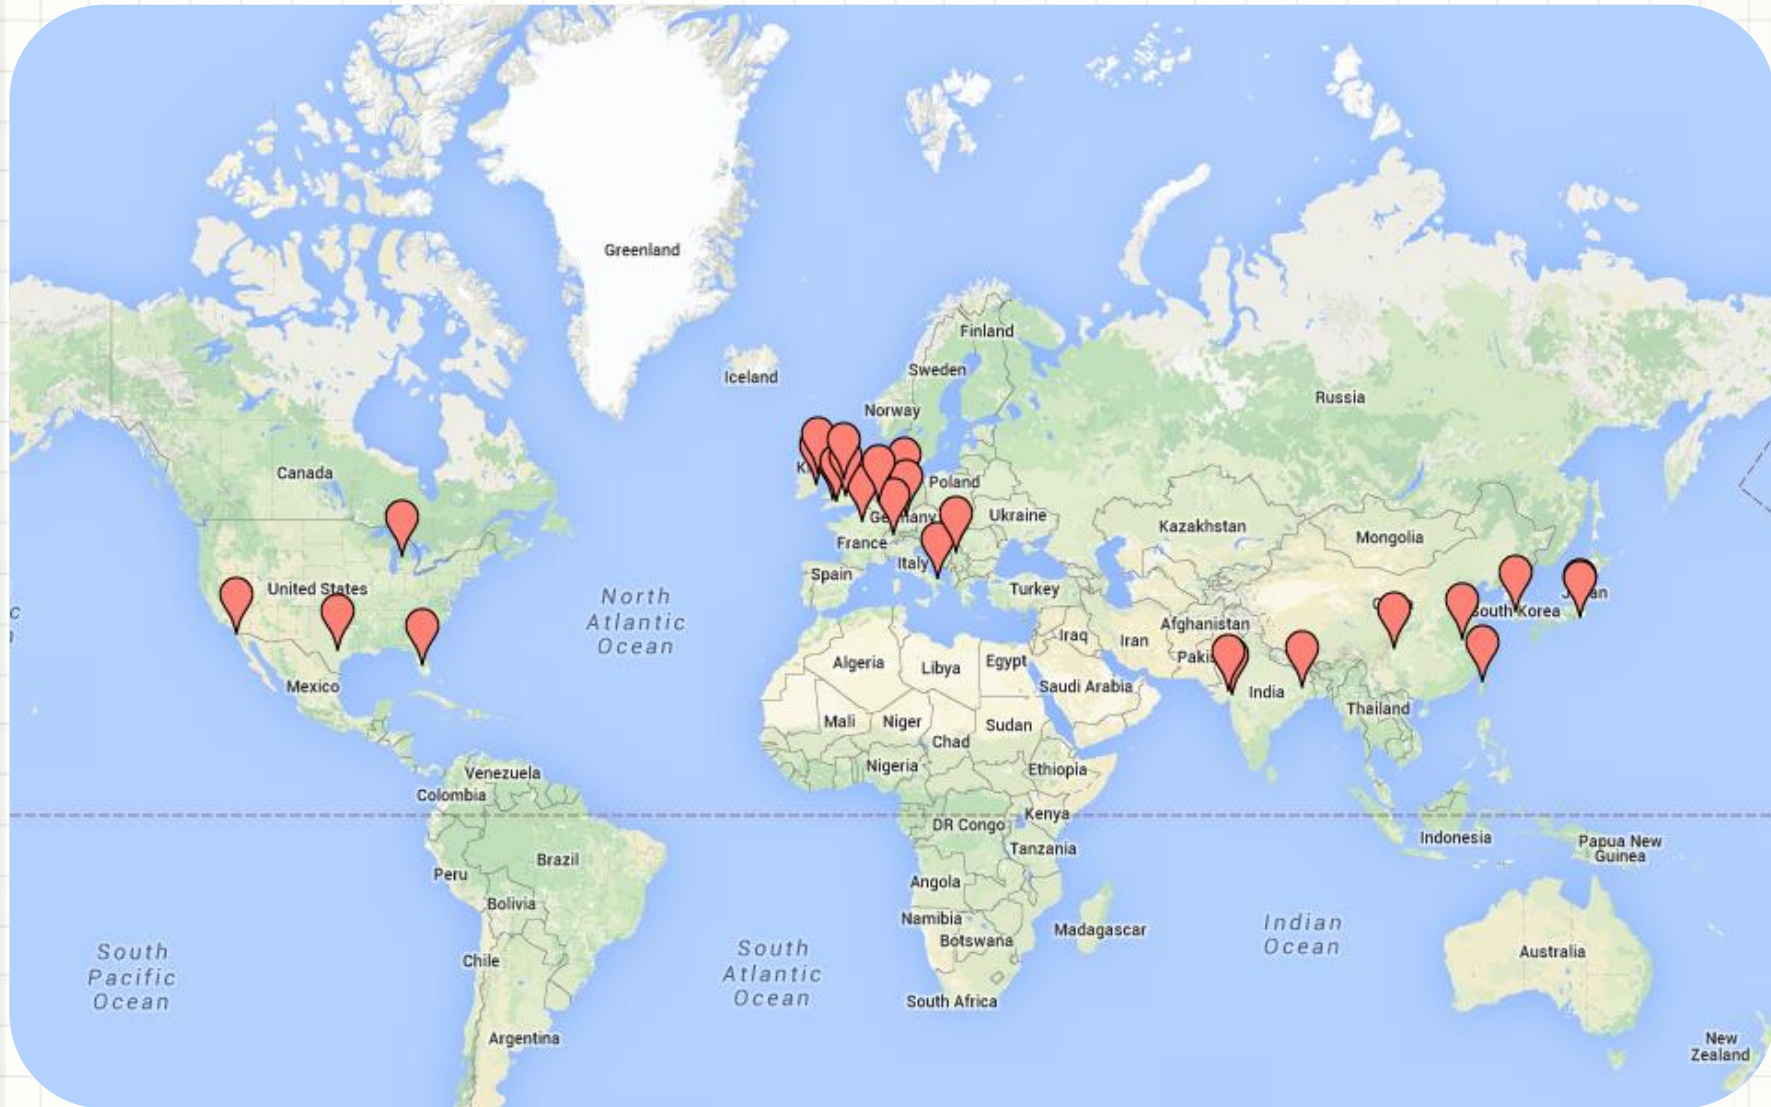 Greenland
Finland
Iceland
Sweden
Norway
Russia
Canada
Poland
Ukraine
Kazakhstan
Mongolia
France
Italy
Spain
Turkey
United States
North
Atlantic
Ocean
South Korea
Afghanistan
Iraq
Iran
Algeria
Libya
Egypt
Saudi Arabia
India
Mexico
Thailand
Mali
Niger
Sudan
Chad
Nigeria
Ethiopia
Venezuela
Colombia
Kenya
DR Congo
Indonesia
Papua New
Guinea
Tanzania
Brazil
Peru
Angola
Bolivia
Namibia
Botswana
Madagascar
Indian
Ocean
Australia
South
Pacific
Ocean
Chile
South
Atlantic
Ocean
South Africa
Argentina
New
Zealand